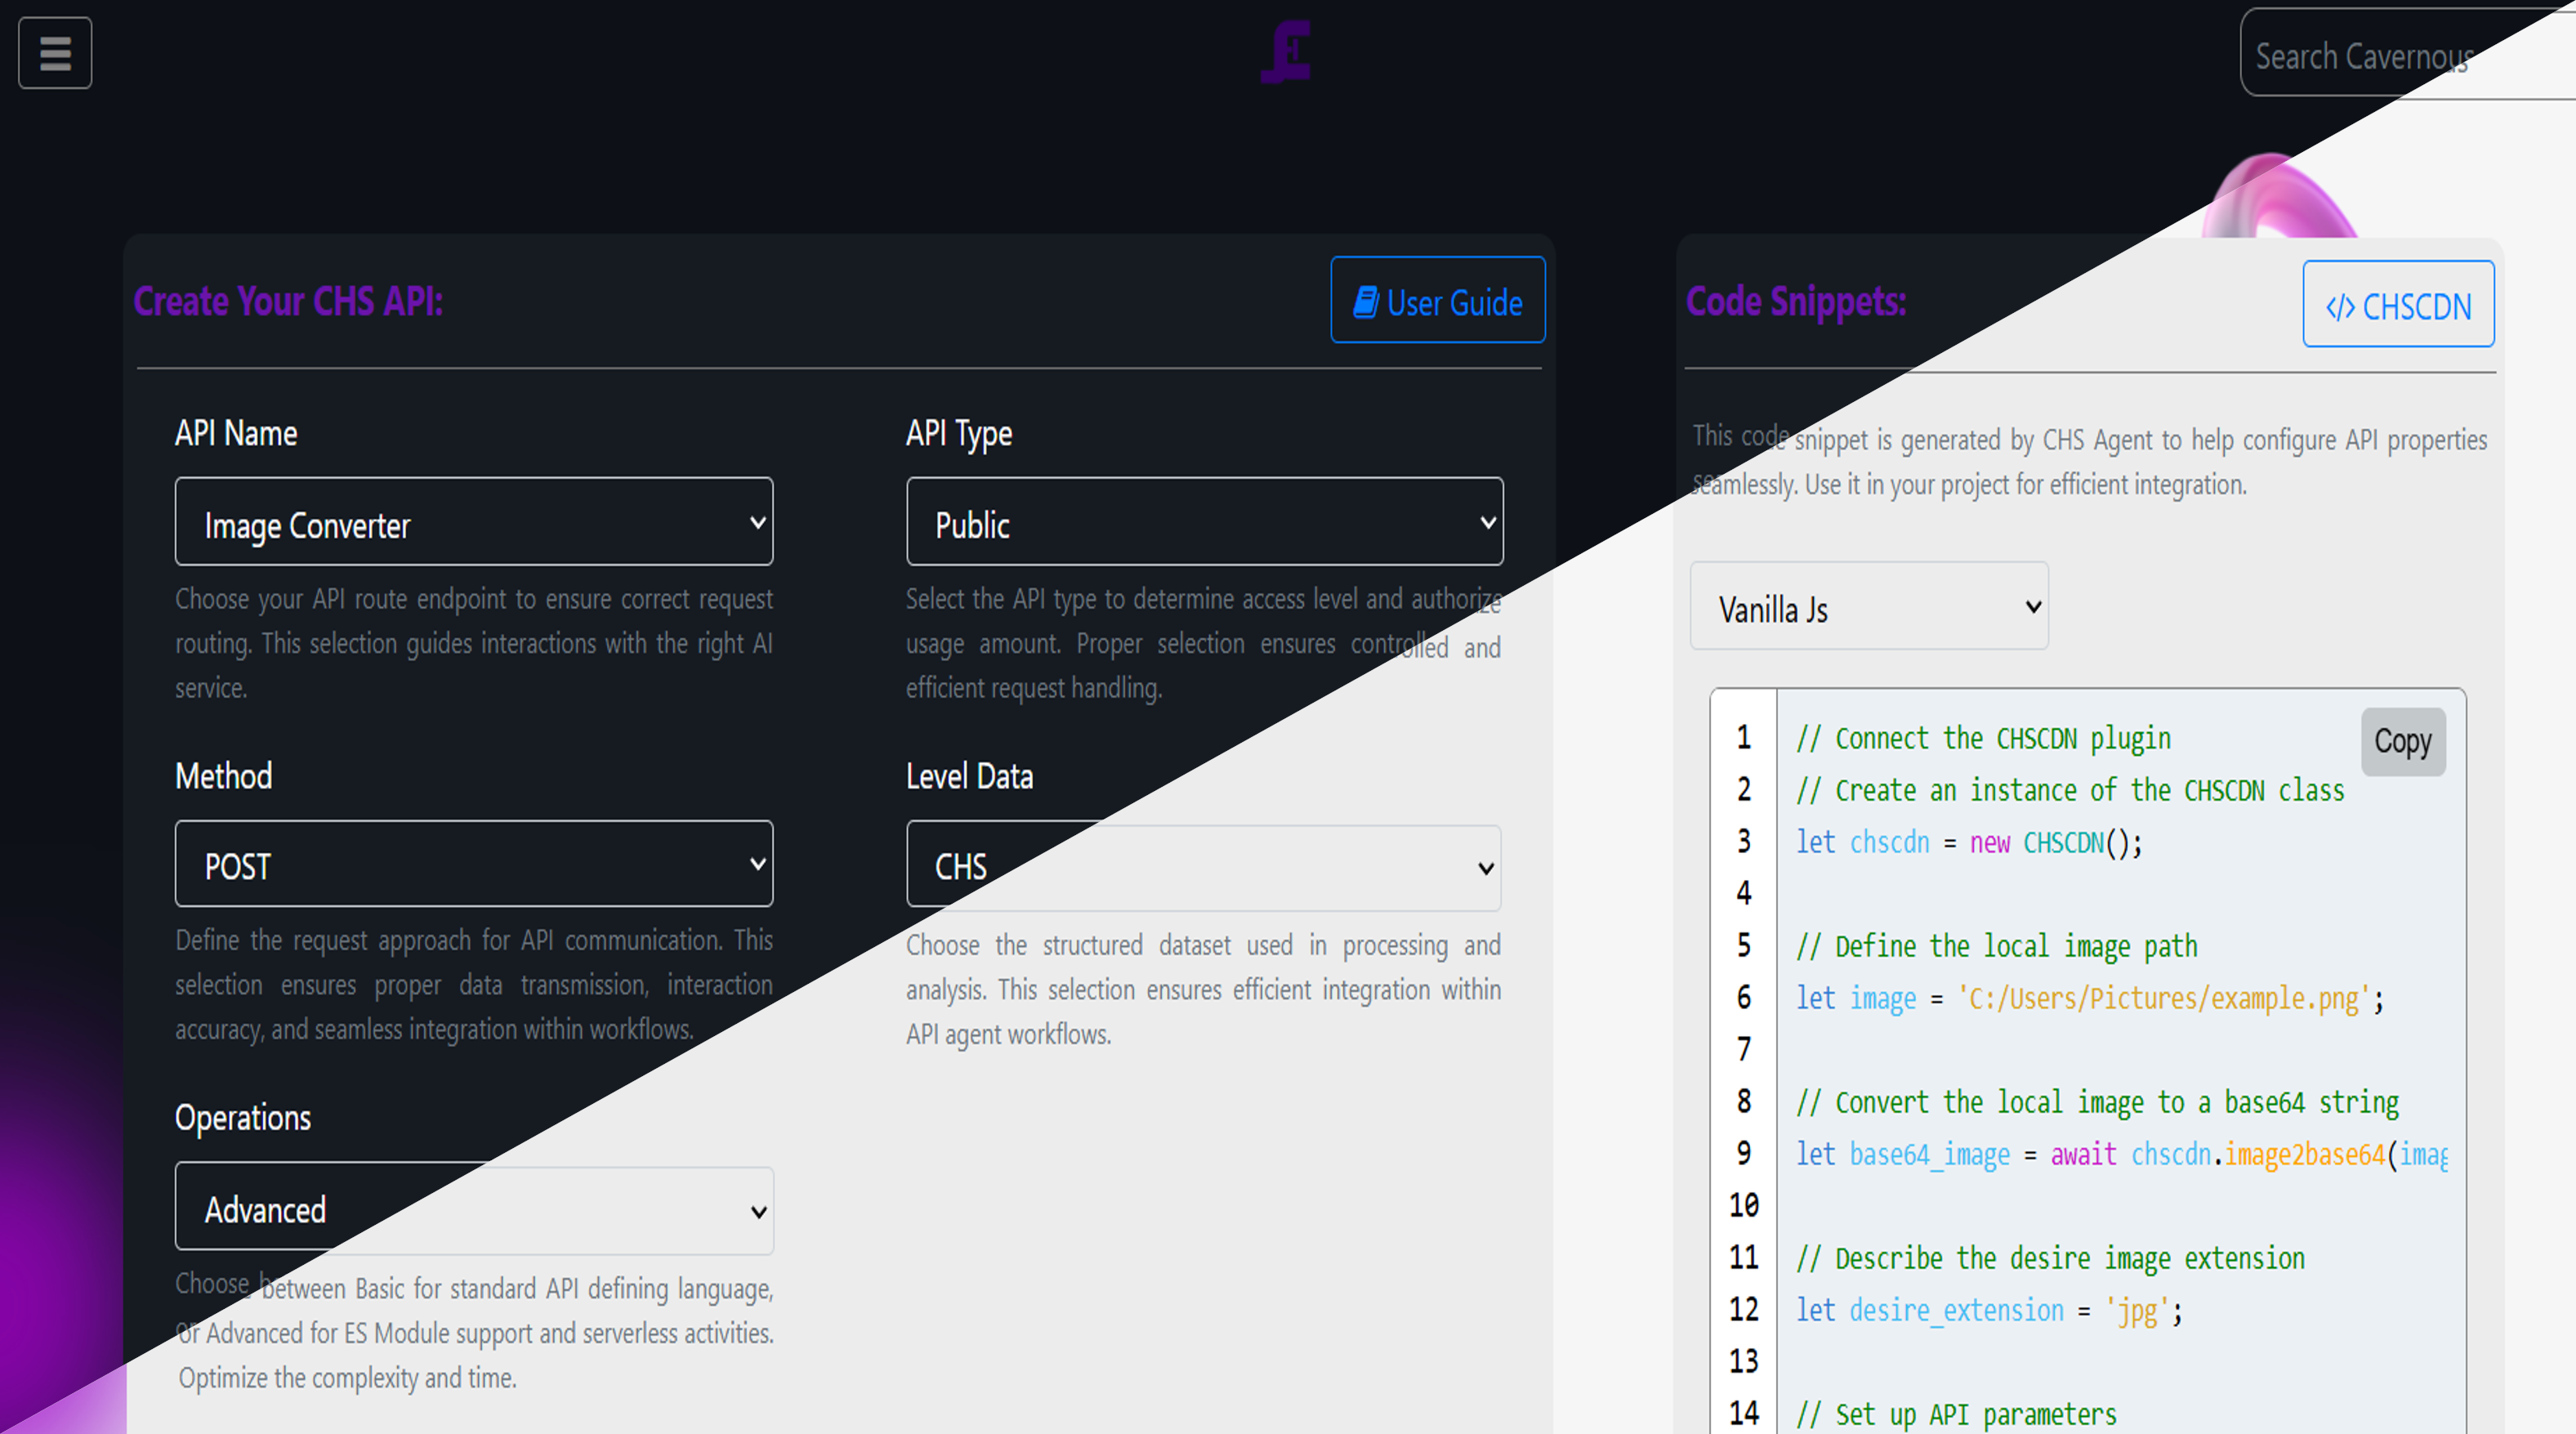 Search Cavernous
Create Your CHS API:
User Guide
API Name
API Type
Image Converter
Public
Choose your API route endpoint to ensure correct request
routing. This selection guides interactions with the right AI
service.
Select the API type to determine access level and authorize
usage amount. Proper selection ensures controlled and
efficient request handling.
Method
Level Data
POST
CHS
Define the request approach for API communication. This
selection ensures proper data transmission, interaction
accuracy, and seamless integration within workflows.
Choose the structured dataset used in processing and
analysis. This selection ensures efficient integration within
API agent workflows.
Operations
Advanced
Choose between Basic for standard API defining language,
or Advanced for ES Module support and serverless activities.
Optimize the complexity and time.
Code Snippets:
</> CHSCDN
This code snippet is generated by CHS Agent to help configure API properties
seamlessly. Use it in your project for efficient integration.
Vanilla Js
Copy
1 // Connect the CHSCDN plugin
2 // Create an instance of the CHSCDN class
3 let chscdn = new CHSCDN();
4
5 // Define the local image path
6 let image = 'C:/Users/Pictures/example.png';
7
8 // Convert the local image to a base64 string
9 let base64_image = await chscdn.image2base64(imag
10
11 // Describe the desire image extension
12 let desire_extension = 'jpg';
13
14 // Set up API parameters